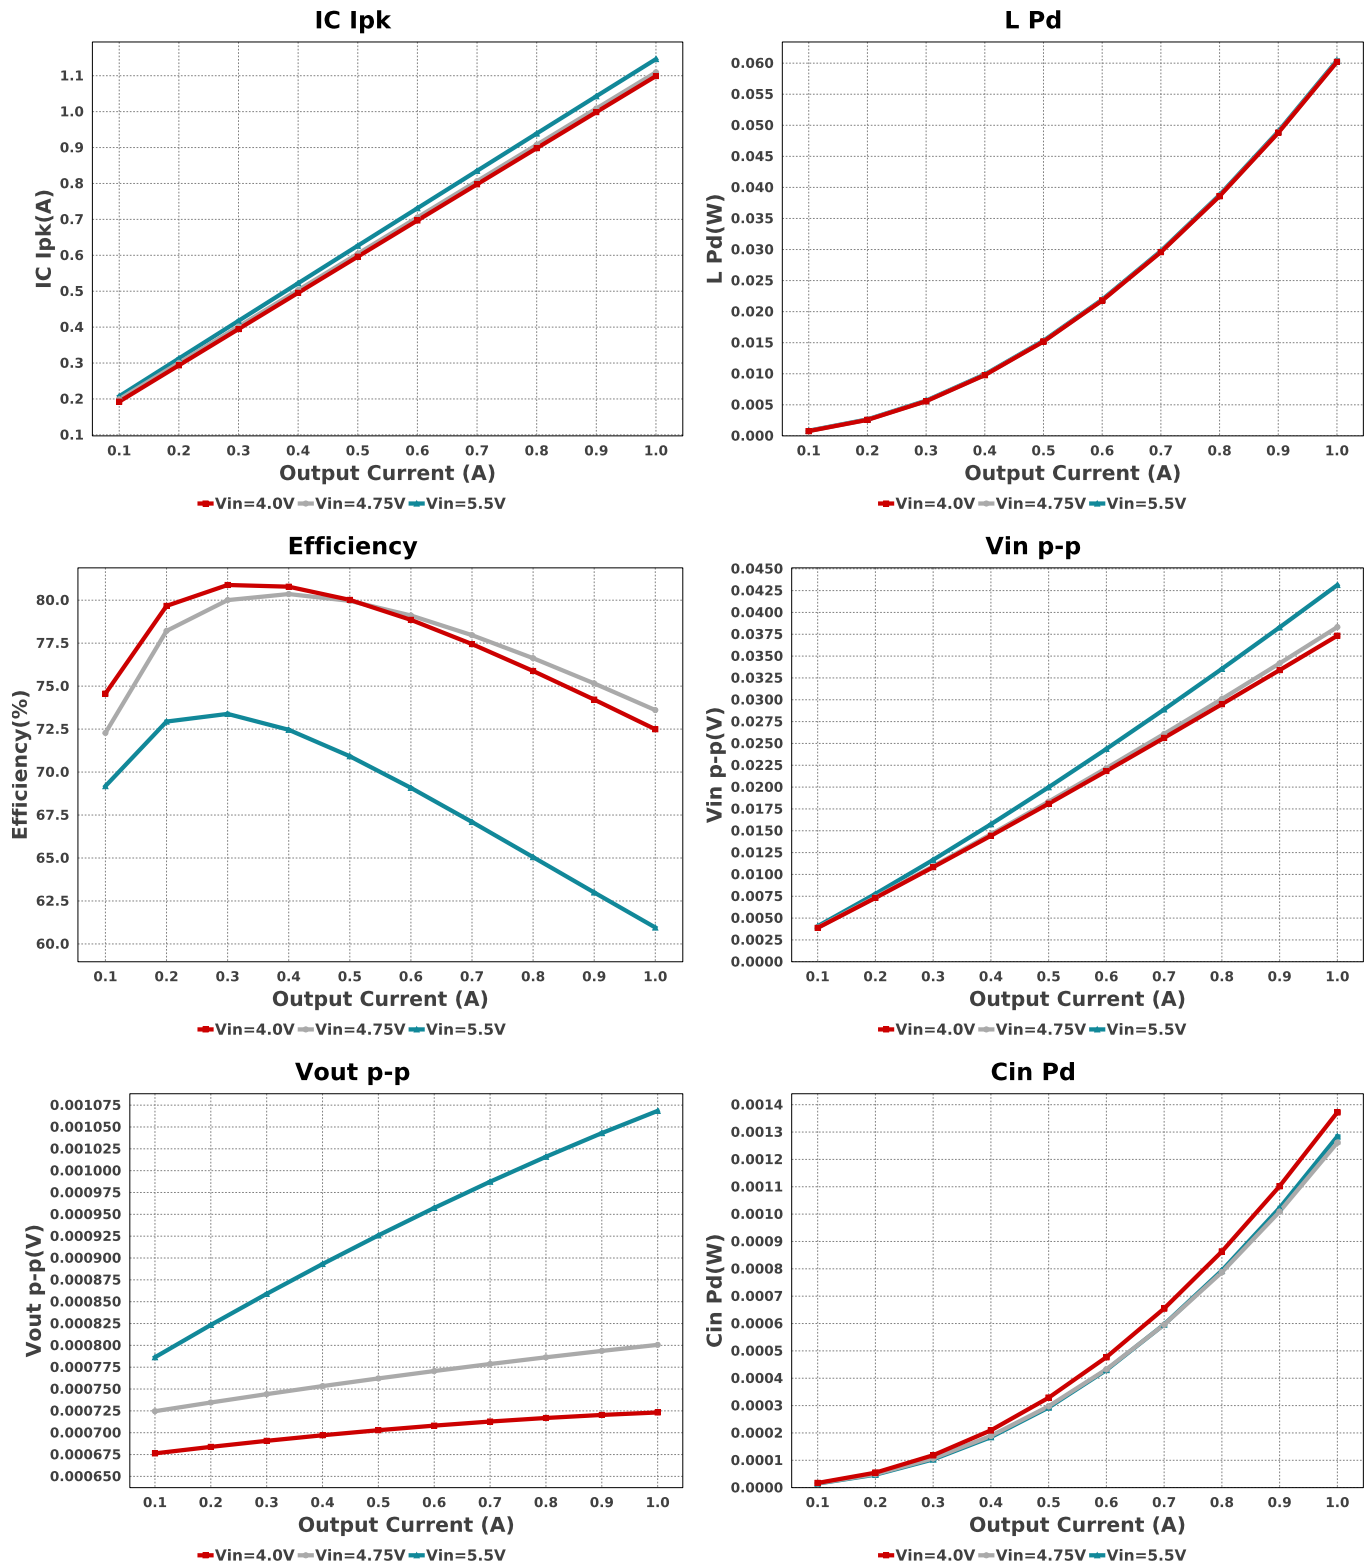 IC Ipk
IC Ipk(A)
1.1
1.0
0.9
0.8
0.7
0.6
0.5
0.4
0.3
0.2
0.1
0.1 0.2 0.3 0.4 0.5 0.6 0.7 0.8 0.9 1.0
Output Current (A)
Vin=4.0V Vin=4.75V Vin=5.5V
L Pd
L Pd(W)
0.060
0.055
0.050
0.045
0.040
0.035
0.030
0.025
0.020
0.015
0.010
0.005
0.000
0.1 0.2 0.3 0.4 0.5 0.6 0.7 0.8 0.9 1.0
Output Current (A)
Vin=4.0V Vin=4.75V Vin=5.5V
Efficiency
Efficiency(%)
80.0
77.5
75.0
72.5
70.0
67.5
65.0
62.5
60.0
0.1 0.2 0.3 0.4 0.5 0.6 0.7 0.8 0.9 1.0
Output Current (A)
Vin=4.0V Vin=4.75V Vin=5.5V
Vin p-p
Vin p-p(V)
0.0450
0.0425
0.0400
0.0375
0.0350
0.0325
0.0300
0.0275
0.0250
0.0225
0.0200
0.0175
0.0150
0.0125
0.0100
0.0075
0.0050
0.0025
0.0000
0.1 0.2 0.3 0.4 0.5 0.6 0.7 0.8 0.9 1.0
Output Current (A)
Vin=4.0V Vin=4.75V Vin=5.5V
Vout p-p
Vout p-p(V)
0.001075
0.001050
0.001025
0.001000
0.000975
0.000950
0.000925
0.000900
0.000875
0.000850
0.000825
0.000800
0.000775
0.000750
0.000725
0.000700
0.000675
0.000650
0.1 0.2 0.3 0.4 0.5 0.6 0.7 0.8 0.9 1.0
Output Current (A)
Vin=4.0V Vin=4.75V Vin=5.5V
Cin Pd
Cin Pd(W)
0.0014
0.0013
0.0012
0.0011
0.0010
0.0009
0.0008
0.0007
0.0006
0.0005
0.0004
0.0003
0.0002
0.0001
0.0000
0.1 0.2 0.3 0.4 0.5 0.6 0.7 0.8 0.9 1.0
Output Current (A)
Vin=4.0V Vin=4.75V Vin=5.5V